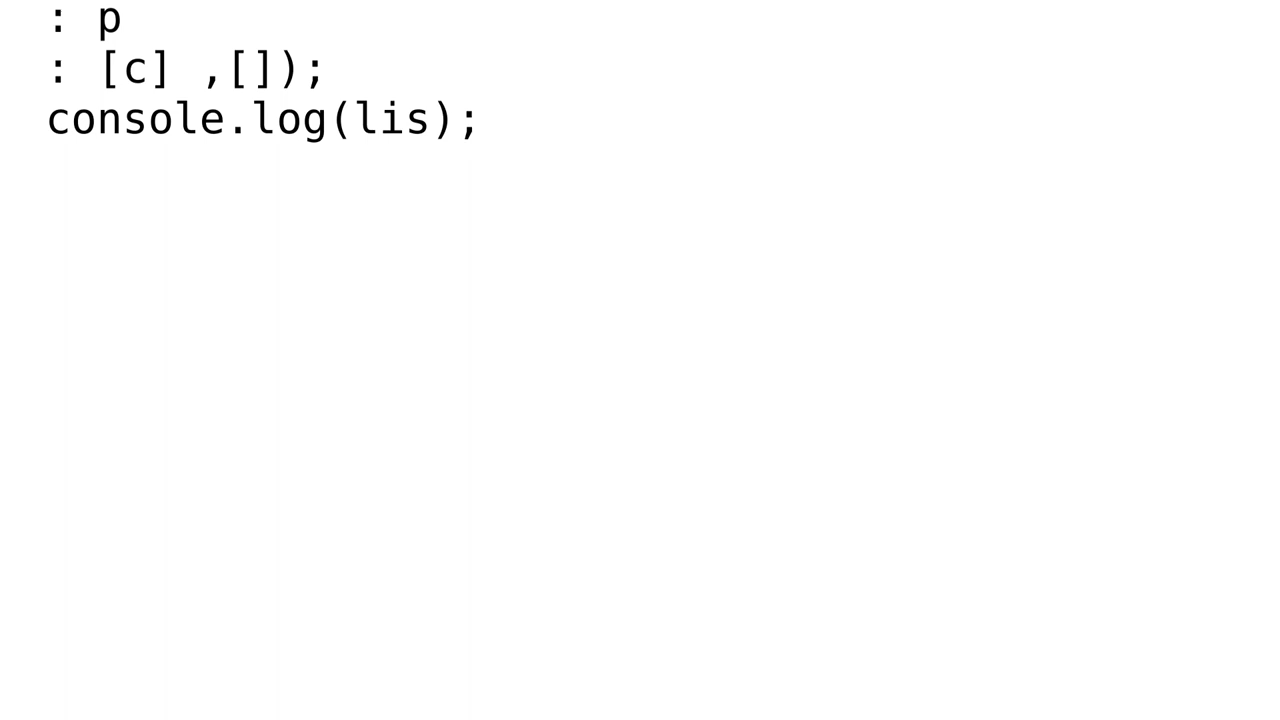 : p
: [c] ,[]);
console.log(lis);